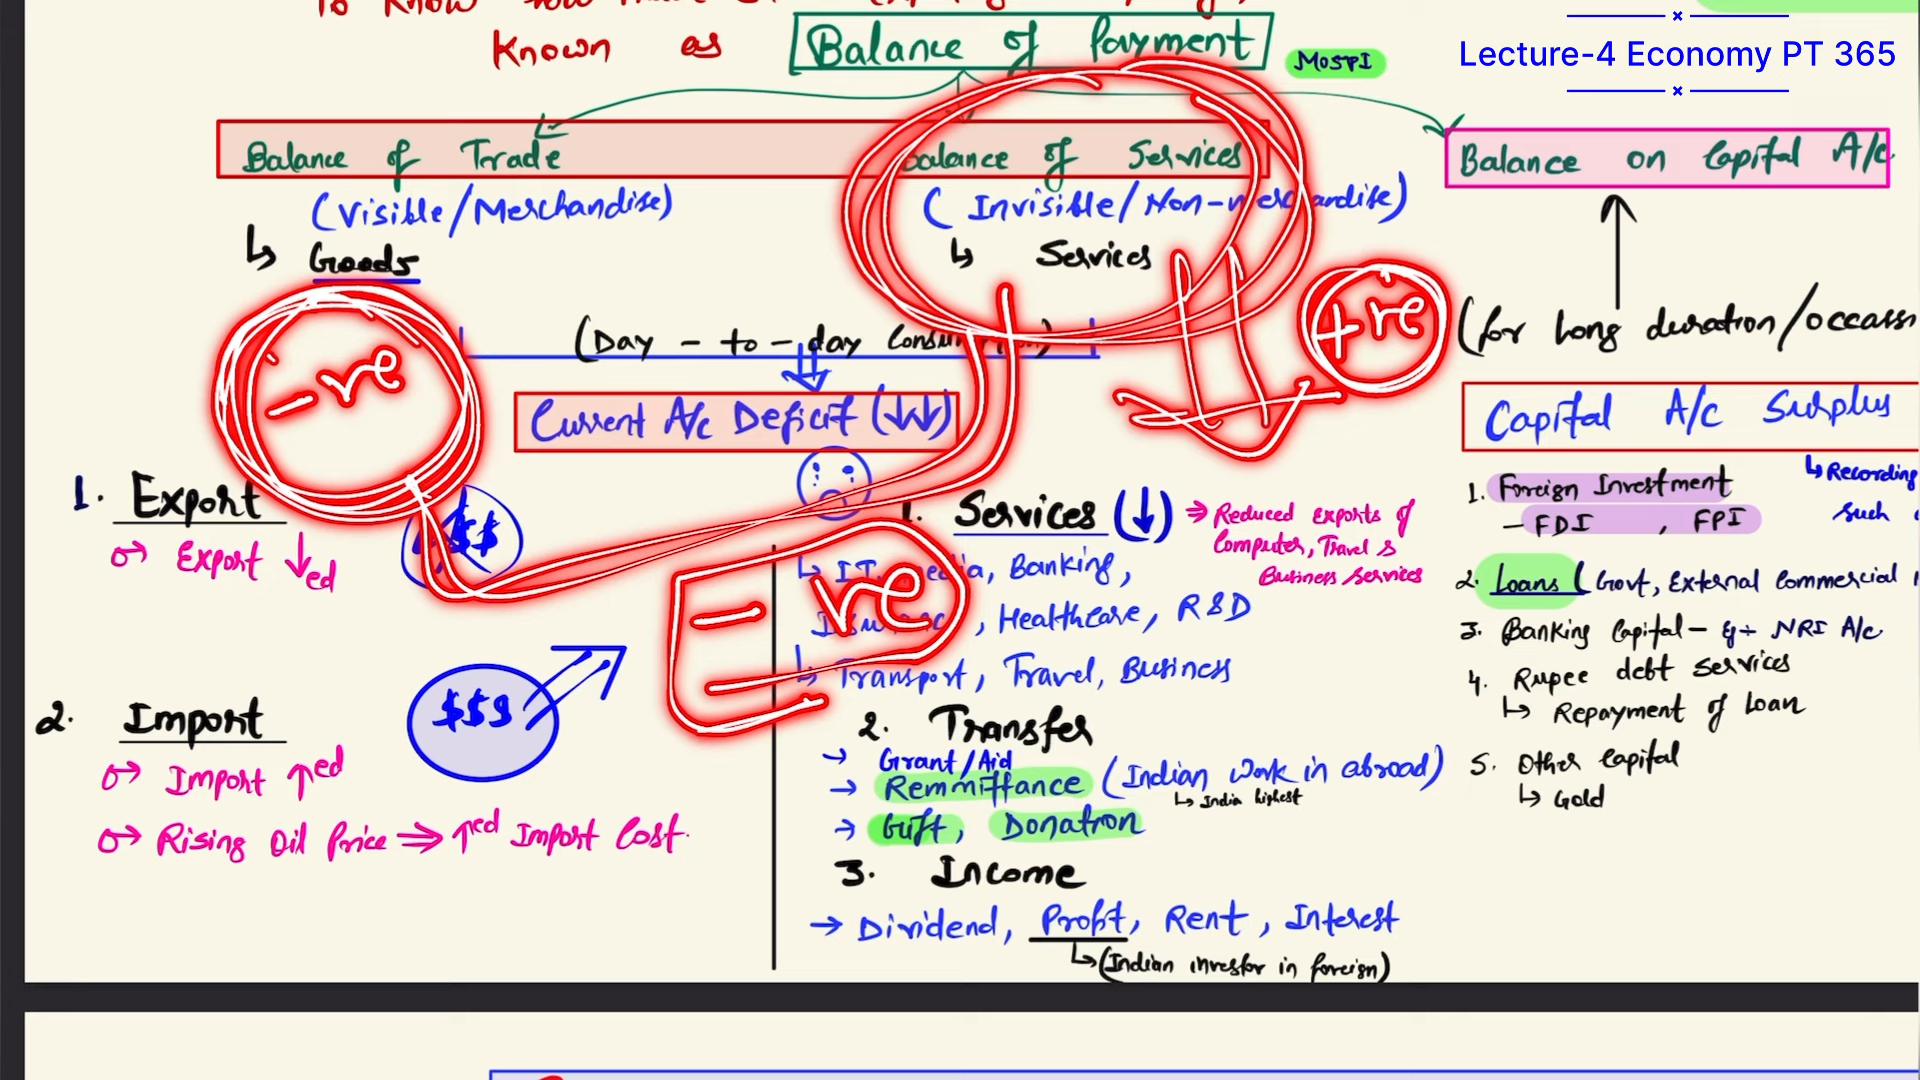 Known as Balance of Payment
MOSPI
Lecture-4 Economy PT 365
Balance of Trade
(Visible/Merchandise)
↳ Goods
Balance of Services
(Invisible/Non-merchandise)
↳ Services
Balance on Capital A/c
(Day - to - day
Current A/c Deficit (↓↓)
-ve
+ve
- ve
(for long duration/occassn
Capital A/c Surplus
↳ Recording
such
1. Export
Export ↓ed
$$
2. Import
$$$
Import ↑ed
Rising Oil Price ⇒ ↑ed Import Cost.
1. Services (↓) ⇒ Reduced exports of
Computer, Travel &
Business Services
↳ IT, Media, Banking,
, Healthcare, R&D
↳ Transport, Travel, Business
2. Transfer
→ Grant/Aid
→ Remmittance (Indian work in abroad)
↳ India highest
→ Gift, Donation
3. Income
→ Dividend, Profit, Rent, Interest
↳ (Indian investor in foreign)
1. Foreign Investment
- FDI , FPI
2. Loans (Govt, External Commercial
3. Banking Capital - NRI A/c
4. Rupee debt services
↳ Repayment of loan
5. Other Capital
↳ Gold